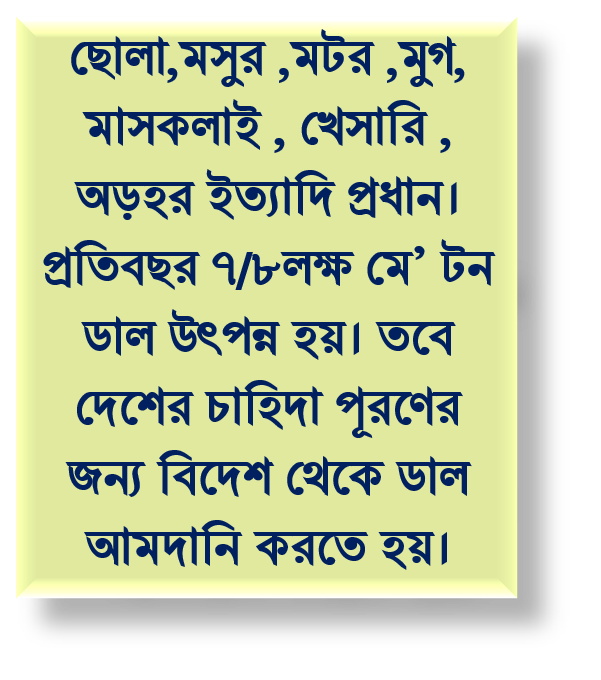 ছোলা,মসুর ,মটর ,মুগ,
মাসকলাই , খেসারি ,
অড়হর ইত্যাদি প্রধান।
প্রতিবছর ৭/৮লক্ষ মে’ টন
ডাল উৎপন্ন হয়। তবে
দেশের চাহিদা পূরণের
জন্য বিদেশ থেকে ডাল
আমদানি করতে হয়।